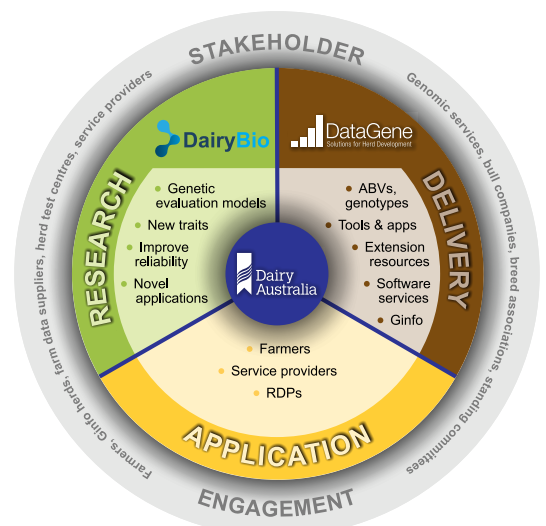 STAKEHOLDER
Farmers, Ginfo herds, farm data suppliers, herd test centres, service providers
Genomic services, bull companies, breed associations, standing committees
DairyBio
DataGene
Solutions for Herd Development
RESEARCH
• Genetic
evaluation models
• New traits
• Improve
reliability
• Novel
applications
DELIVERY
• ABVs,
genotypes
• Tools & apps
• Extension
resources
• Software
services
• Ginfo
Dairy
Australia
• Farmers
• Service providers
• RDPs
APPLICATION
ENGAGEMENT